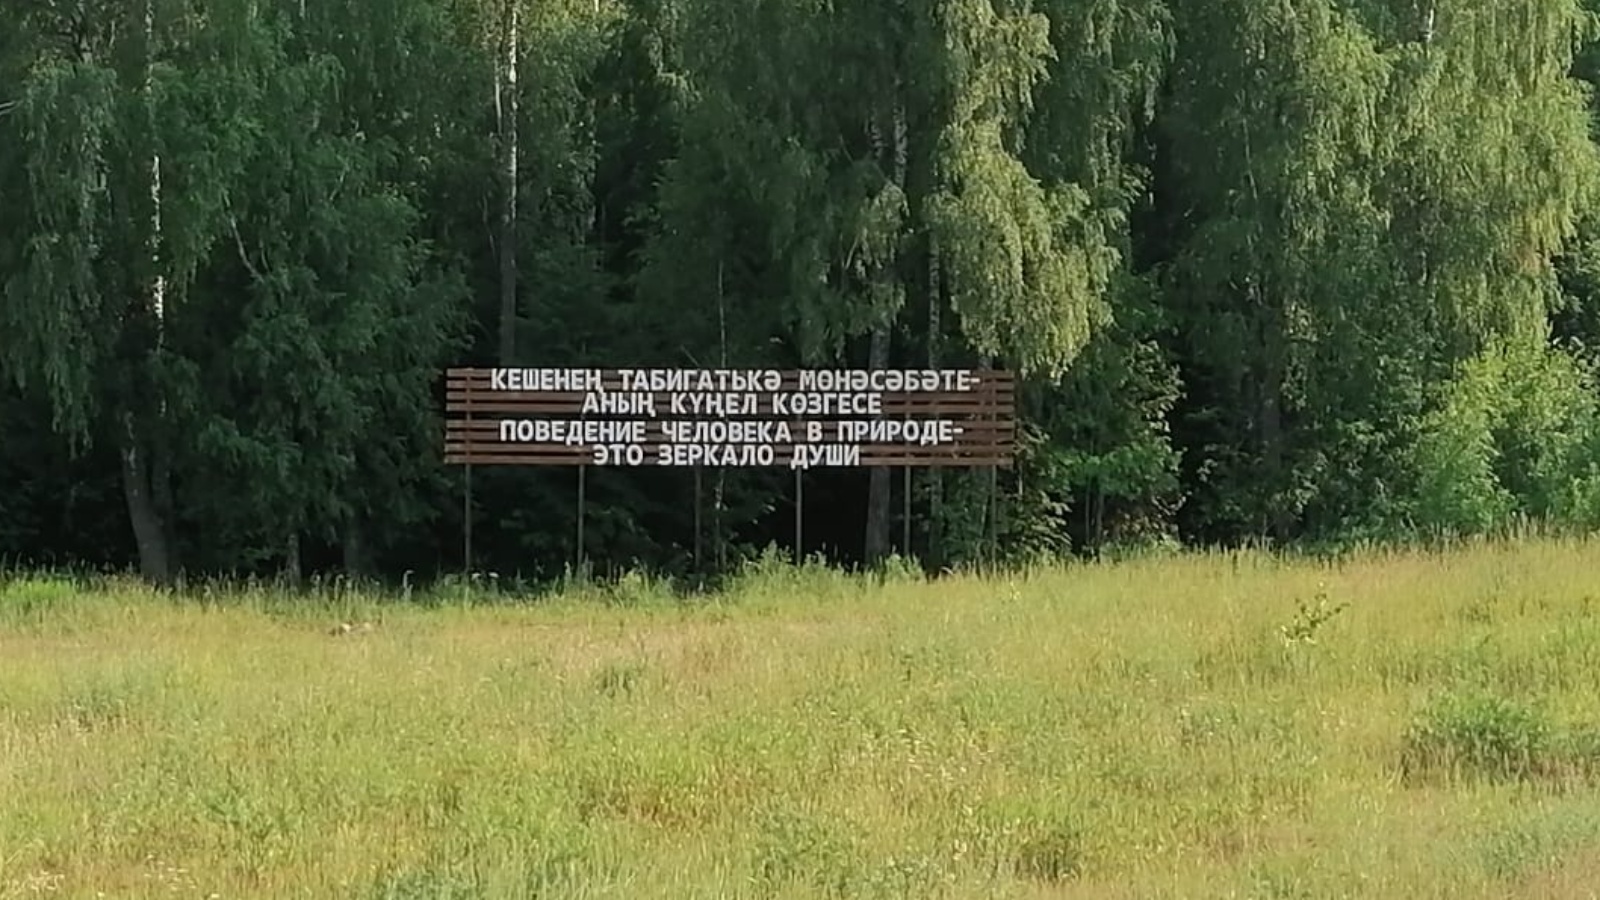 КЕШЕНЕҢ ТАБИГАТЬКӘ МӨНӘСӘБӘТЕ-
АНЫҢ КҮҢЕЛ КӨЗГЕСЕ
ПОВЕДЕНИЕ ЧЕЛОВЕКА В ПРИРОДЕ-
ЭТО ЗЕРКАЛО ДУШИ